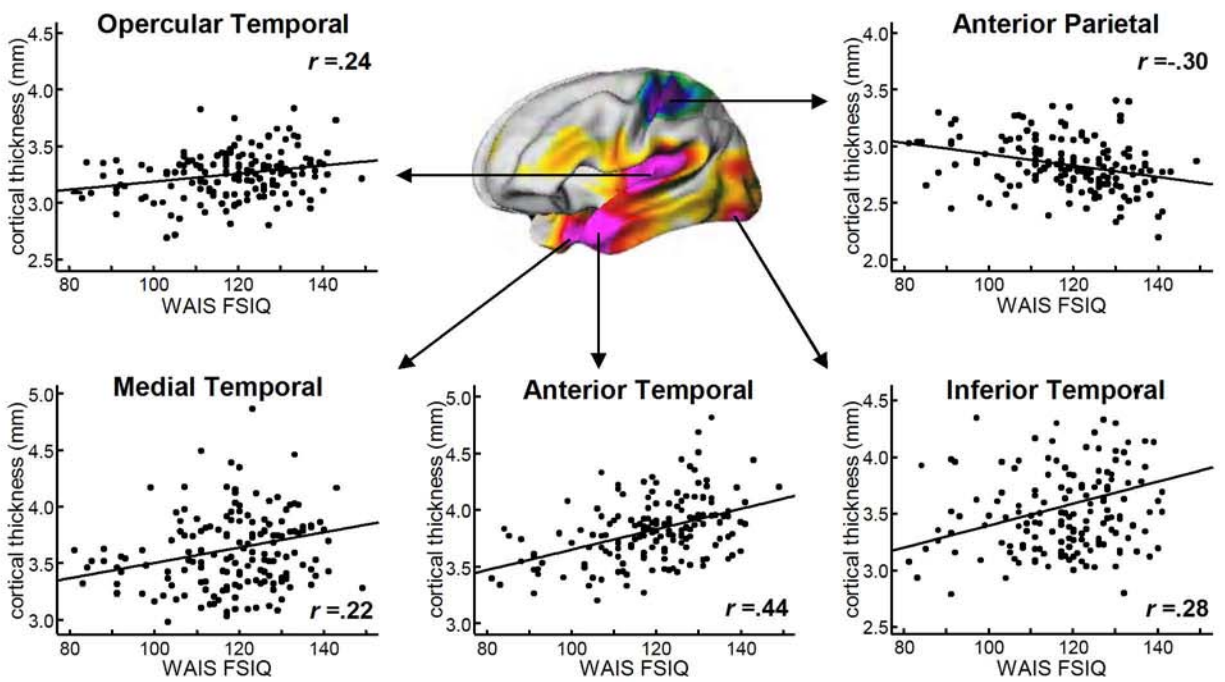 Opercular Temporal
r =.24
cortical thickness (mm)
4.5
4.0
3.5
3.0
2.5
80 100 120 140
WAIS FSIQ
Anterior Parietal
r =-.30
cortical thickness (mm)
4.0
3.5
3.0
2.5
2.0
80 100 120 140
WAIS FSIQ
Medial Temporal
cortical thickness (mm)
5.0
4.5
4.0
3.5
3.0
r =.22
80 100 120 140
WAIS FSIQ
Anterior Temporal
cortical thickness (mm)
5.0
4.5
4.0
3.5
3.0
r =.44
80 100 120 140
WAIS FSIQ
Inferior Temporal
cortical thickness (mm)
4.5
4.0
3.5
3.0
2.5
r =.28
80 100 120 140
WAIS FSIQ